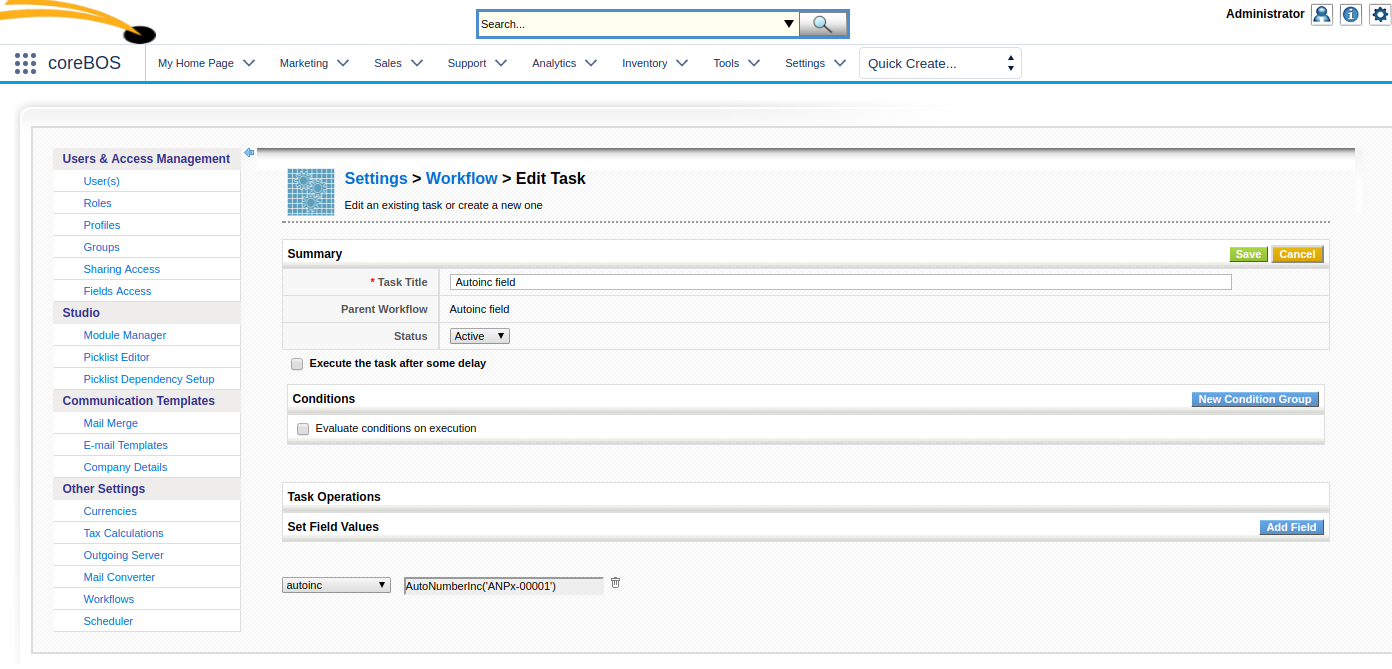 Search...
Administrator
coreBOS
My Home Page Marketing Sales Support Analytics Inventory Tools Settings Quick Create...
Users & Access Management
User(s)
Roles
Profiles
Groups
Sharing Access
Fields Access
Studio
Module Manager
Picklist Editor
Picklist Dependency Setup
Communication Templates
Mail Merge
E-mail Templates
Company Details
Other Settings
Currencies
Tax Calculations
Outgoing Server
Mail Converter
Workflows
Scheduler
Settings > Workflow > Edit Task
Edit an existing task or create a new one
Summary Save Cancel
* Task Title Autoinc field
Parent Workflow Autoinc field
Status Active
Execute the task after some delay
Conditions New Condition Group
Evaluate conditions on execution
Task Operations
Set Field Values Add Field
autoinc AutoNumberInc('ANPx-00001')